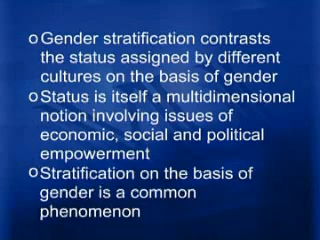 o Gender stratification contrasts
the status assigned by different
cultures on the basis of gender
o Status is itself a multidimensional
notion involving issues of
economic, social and political
empowerment
o Stratification on the basis of
gender is a common
phenomenon